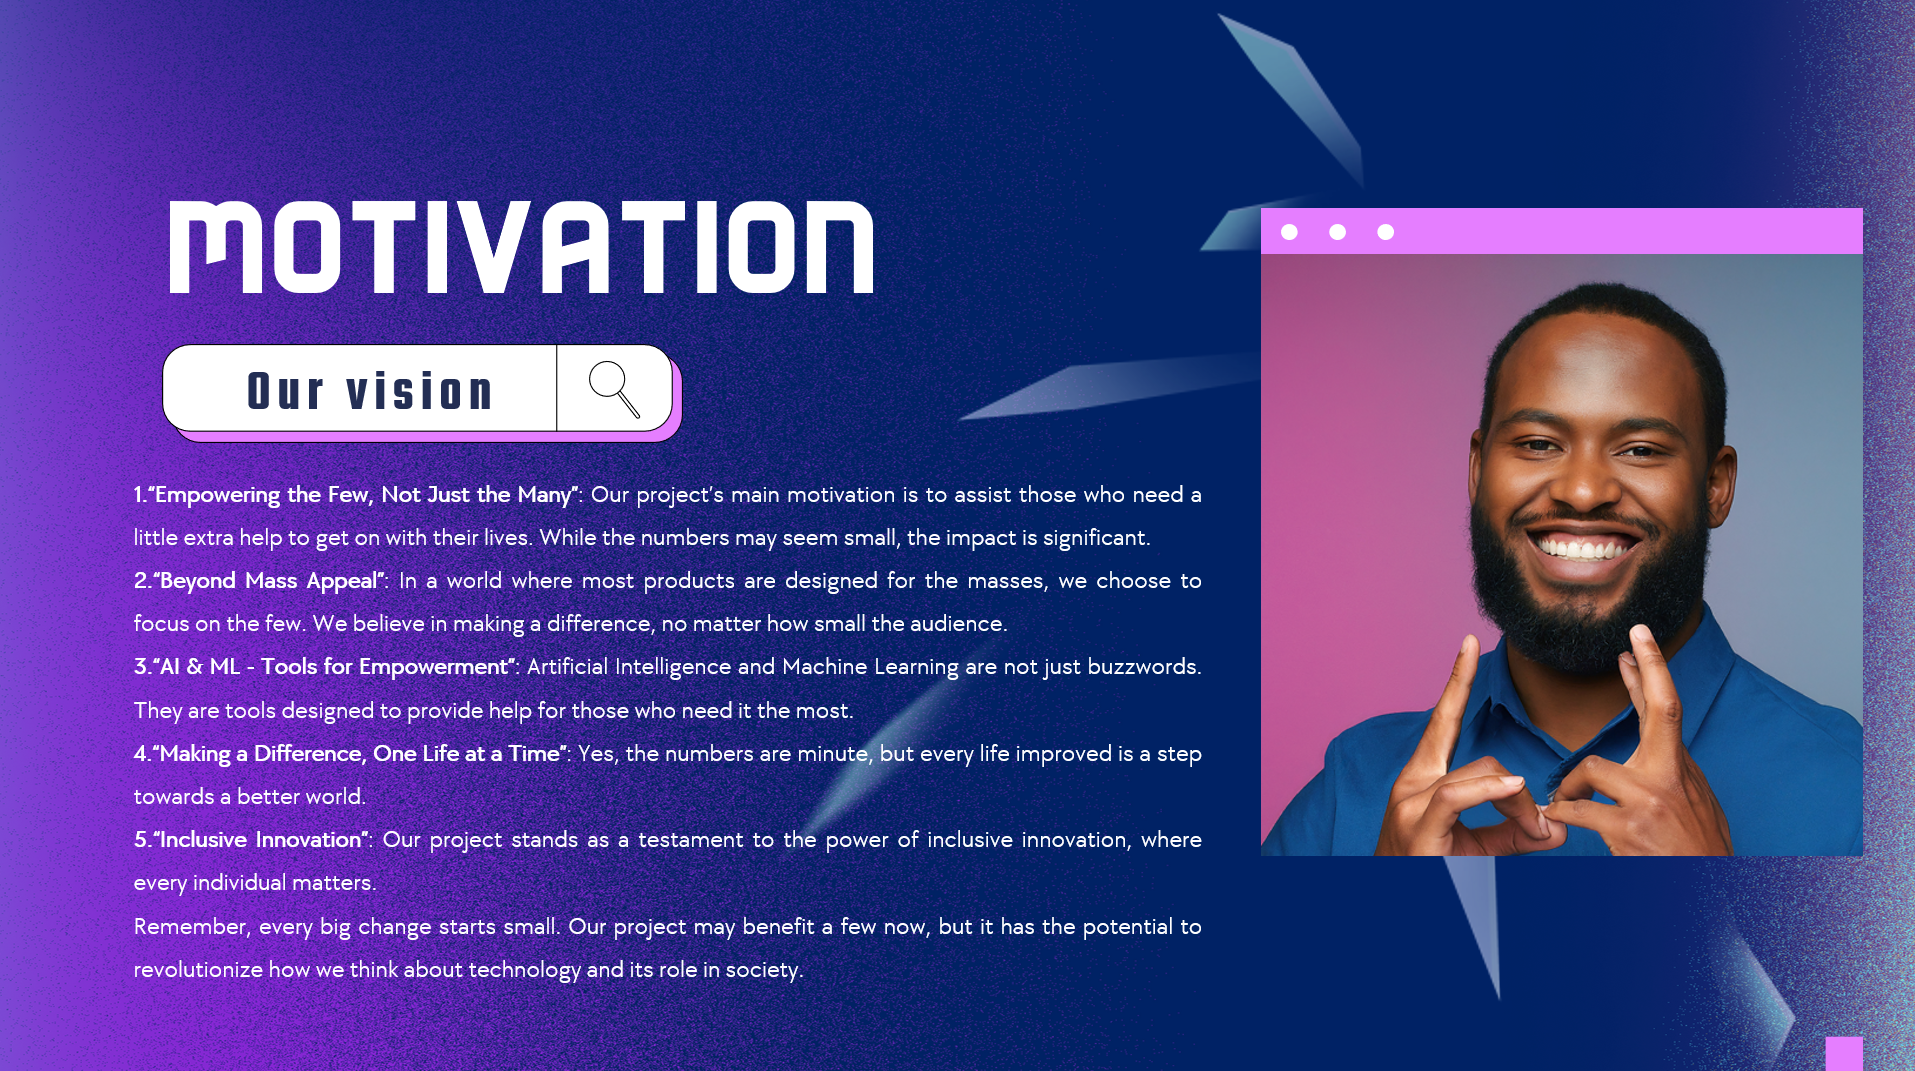 MOTIVATION
Our vision
1.“Empowering the Few, Not Just the Many”: Our project’s main motivation is to assist those who need a
little extra help to get on with their lives. While the numbers may seem small, the impact is significant.
2.“Beyond Mass Appeal”: In a world where most products are designed for the masses, we choose to
focus on the few. We believe in making a difference, no matter how small the audience.
3.“AI & ML - Tools for Empowerment”: Artificial Intelligence and Machine Learning are not just buzzwords.
They are tools designed to provide help for those who need it the most.
4.“Making a Difference, One Life at a Time”: Yes, the numbers are minute, but every life improved is a step
towards a better world.
5.“Inclusive Innovation”: Our project stands as a testament to the power of inclusive innovation, where
every individual matters.
Remember, every big change starts small. Our project may benefit a few now, but it has the potential to
revolutionize how we think about technology and its role in society.